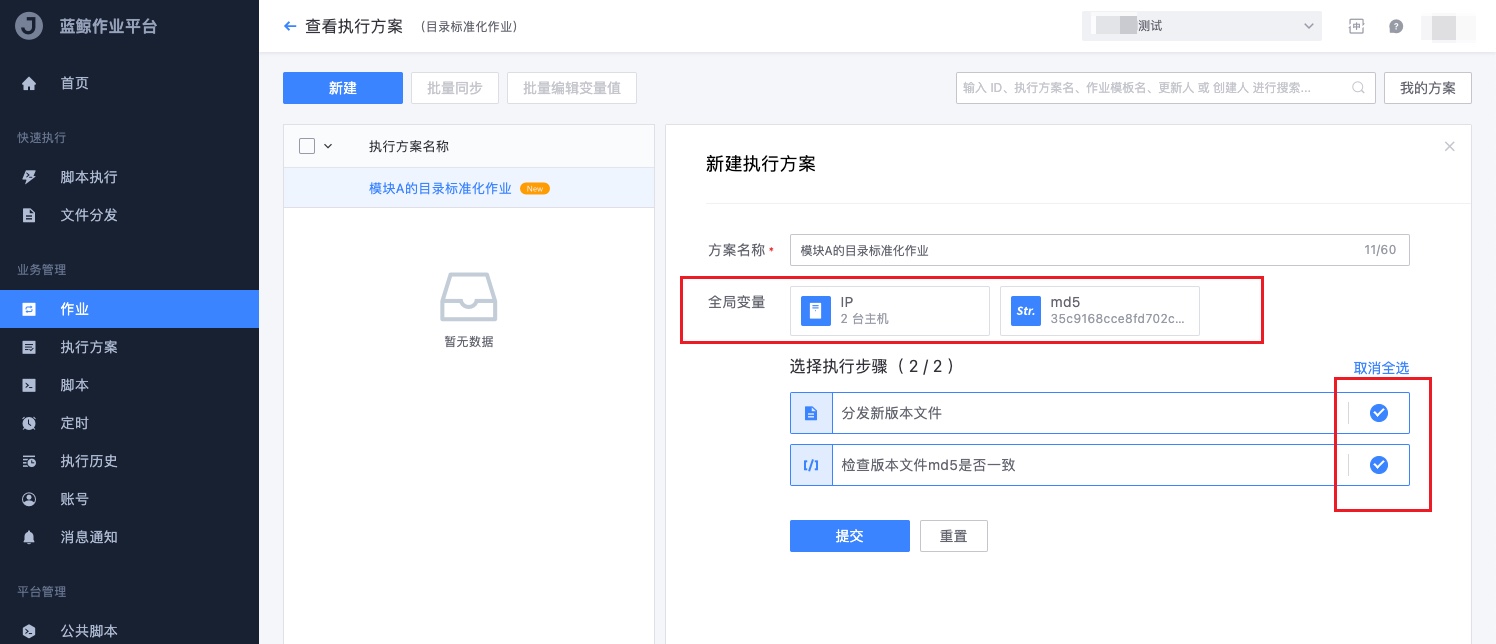 蓝鲸作业平台
首页
快速执行
脚本执行
文件分发
业务管理
作业
执行方案
脚本
定时
执行历史
账号
消息通知
平台管理
公共脚本
查看执行方案 (目录标准化作业)
测试
新建
批量同步
批量编辑变量值
输入 ID、执行方案名、作业模板名、更新人 或 创建人 进行搜索...
我的方案
执行方案名称
模块A的目录标准化作业 New
暂无数据
新建执行方案
方案名称 *
模块A的目录标准化作业
11/60
全局变量
IP
2 台主机
Str.
md5
35c9168cce8fd702c...
选择执行步骤 ( 2 / 2 )
取消全选
分发新版本文件
检查版本文件md5是否一致
提交
重置